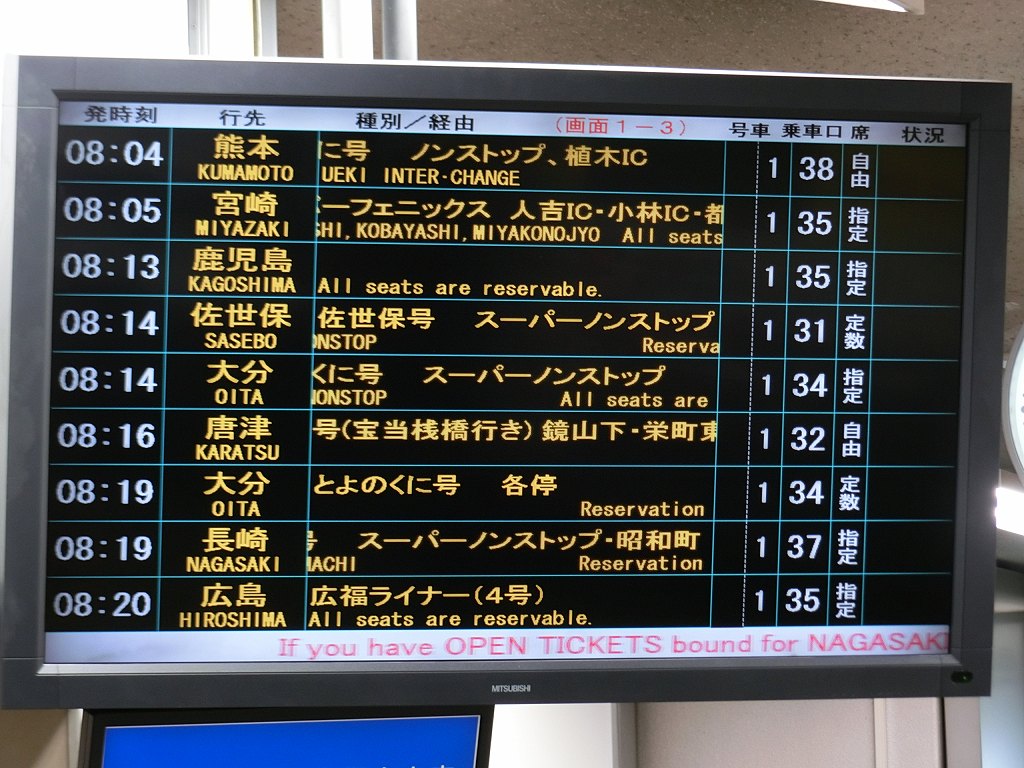 発時刻 行先 種別／経由 (画面１－３) 号車 乗車口 席 状況
08:04 熊本 に号 ノンストップ、植木IC 1 38 自由
KUMAMOTO UEKI INTER-CHANGE
08:05 宮崎 ーフェニックス 人吉IC・小林IC・都 1 35 指定
MIYAZAKI SHI,KOBAYASHI,MIYAKONOJYO All seats
08:13 鹿児島 1 35 指定
KAGOSHIMA All seats are reservable.
08:14 佐世保 佐世保号 スーパーノンストップ 1 31 定数
SASEBO ONSTOP Reserva
08:14 大分 くに号 スーパーノンストップ 1 34 指定
OITA NONSTOP All seats are
08:16 唐津 号(宝当桟橋行き) 鏡山下・栄町東 1 32 自由
KARATSU
08:19 大分 とよのくに号 各停 1 34 定数
OITA Reservation
08:19 長崎 号 スーパーノンストップ・昭和町 1 37 指定
NAGASAKI MACHI Reservation
08:20 広島 広福ライナー(４号) 1 35 指定
HIROSHIMA All seats are reservable.
If you have OPEN TICKETS bound for NAGASAKI
MITSUBISHI